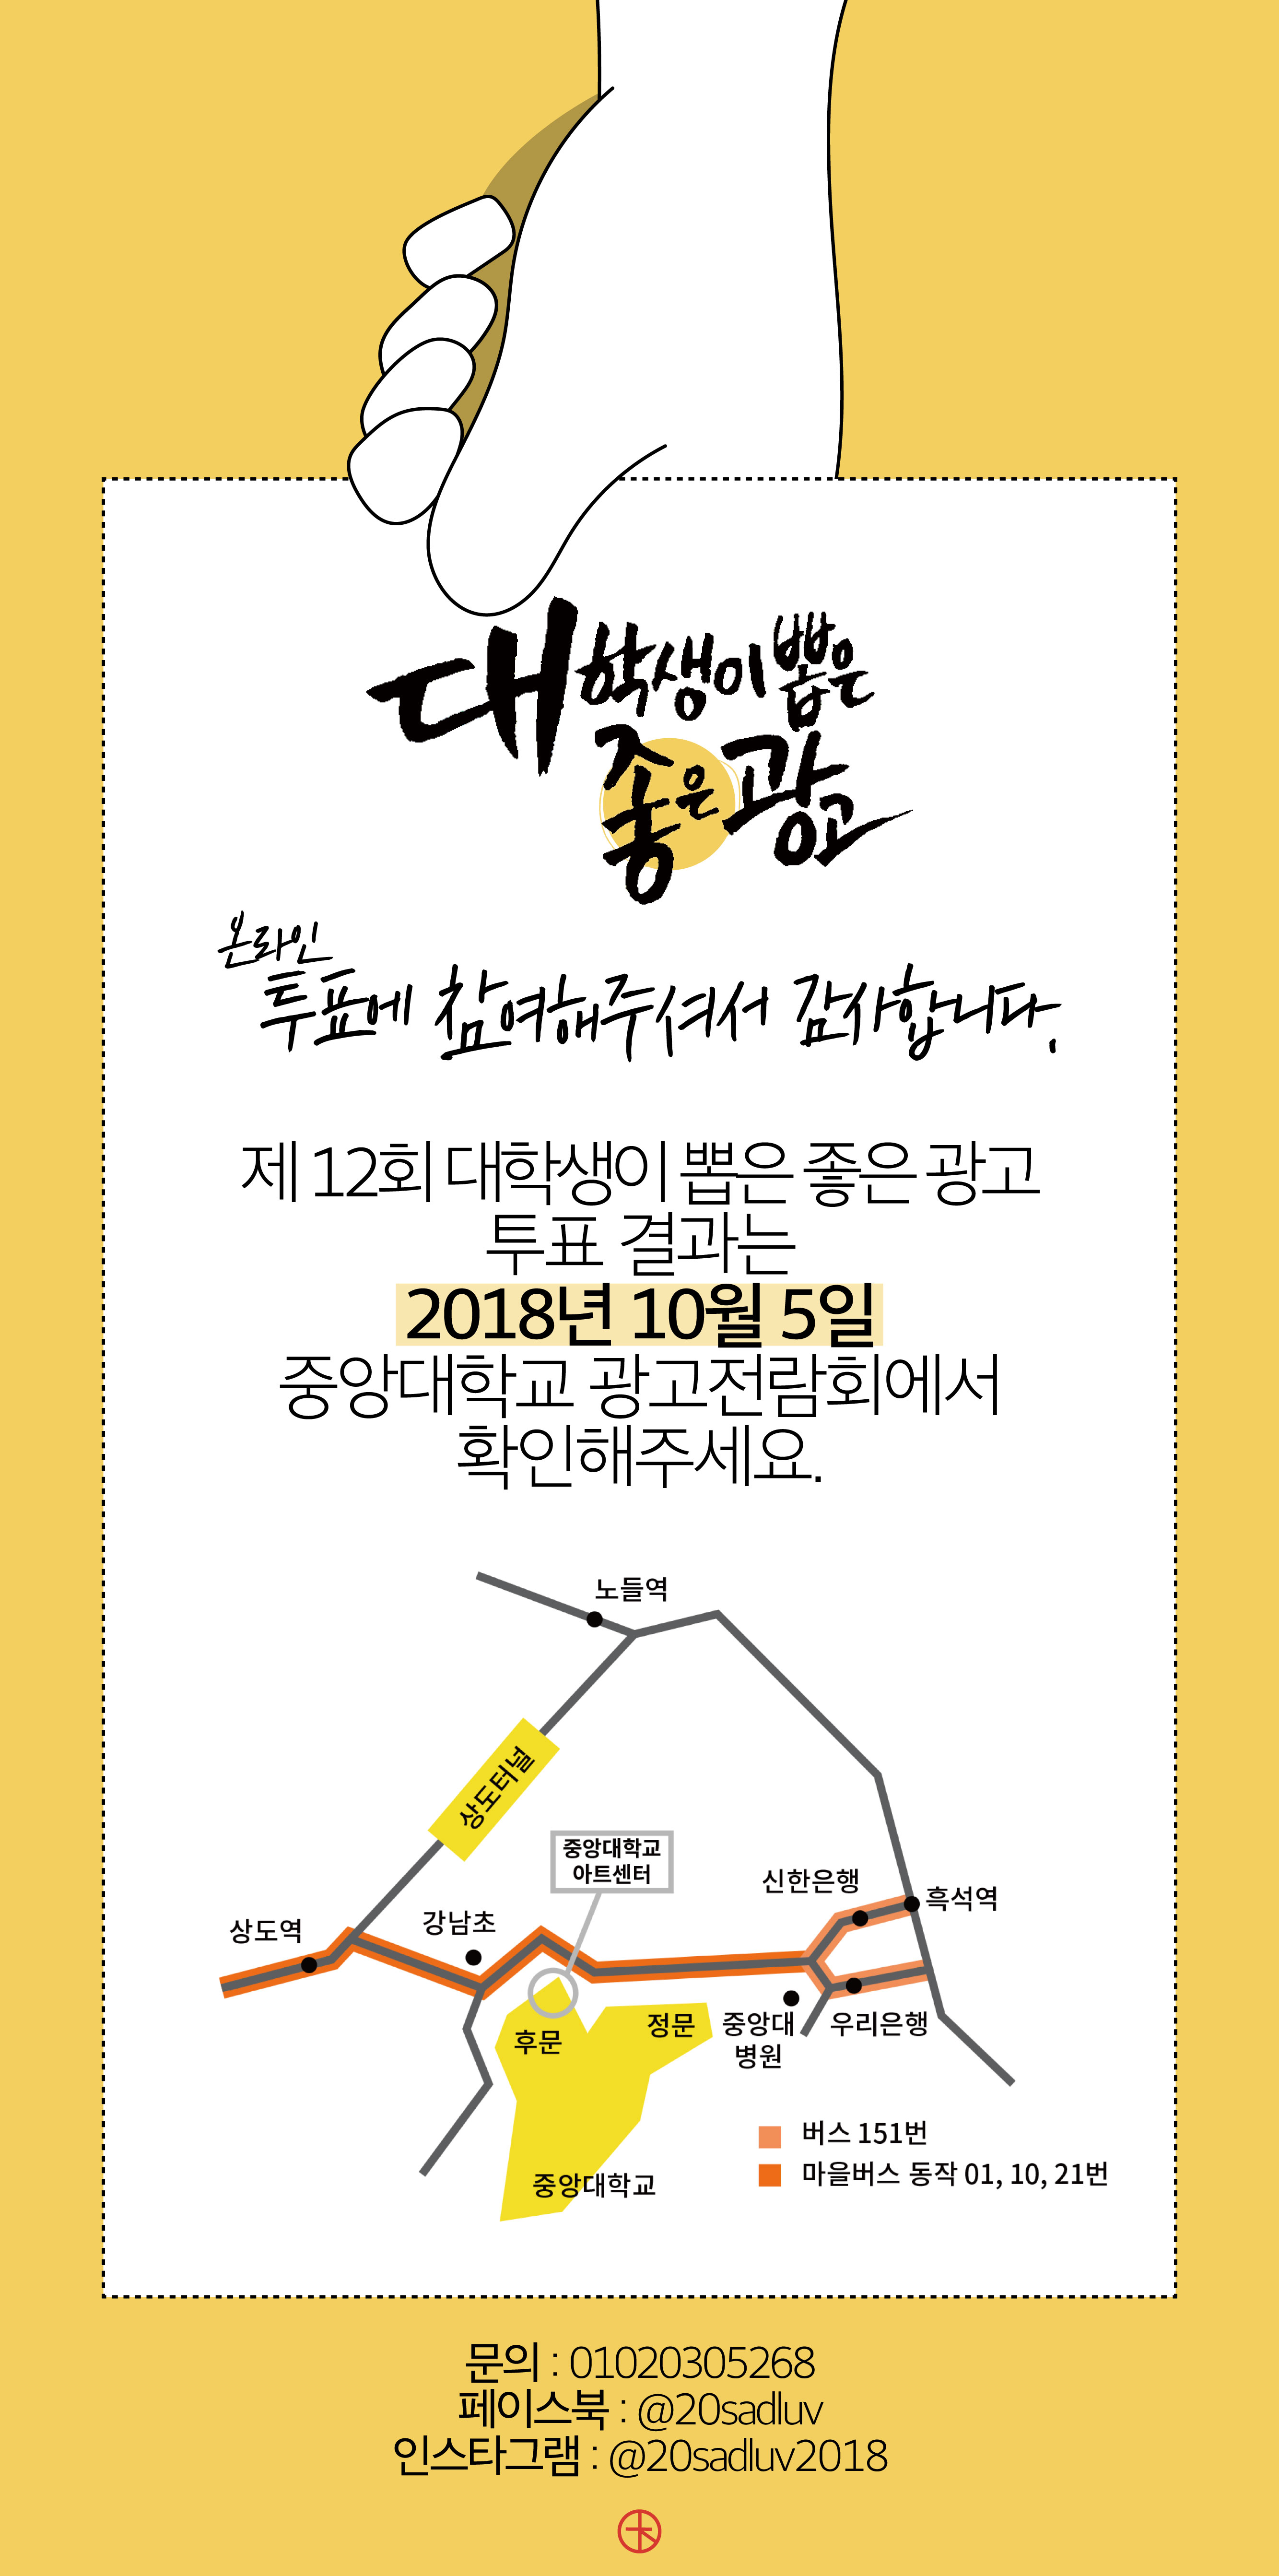 대학생이 뽑은
좋은 광고
온라인
투표에 참여해주셔서 감사합니다.
제 12회 대학생이 뽑은 좋은 광고
투표 결과는
2018년 10월 5일
중앙대학교 광고전람회에서
확인해주세요.
노들역
상도터널
중앙대학교
아트센터
신한은행
흑석역
강남초
상도역
정문
중앙대
병원
우리은행
후문
버스 151번
마을버스 동작 01, 10, 21번
중앙대학교
문의 : 01020305268
페이스북 : @20sadluv
인스타그램 : @20sadluv2018